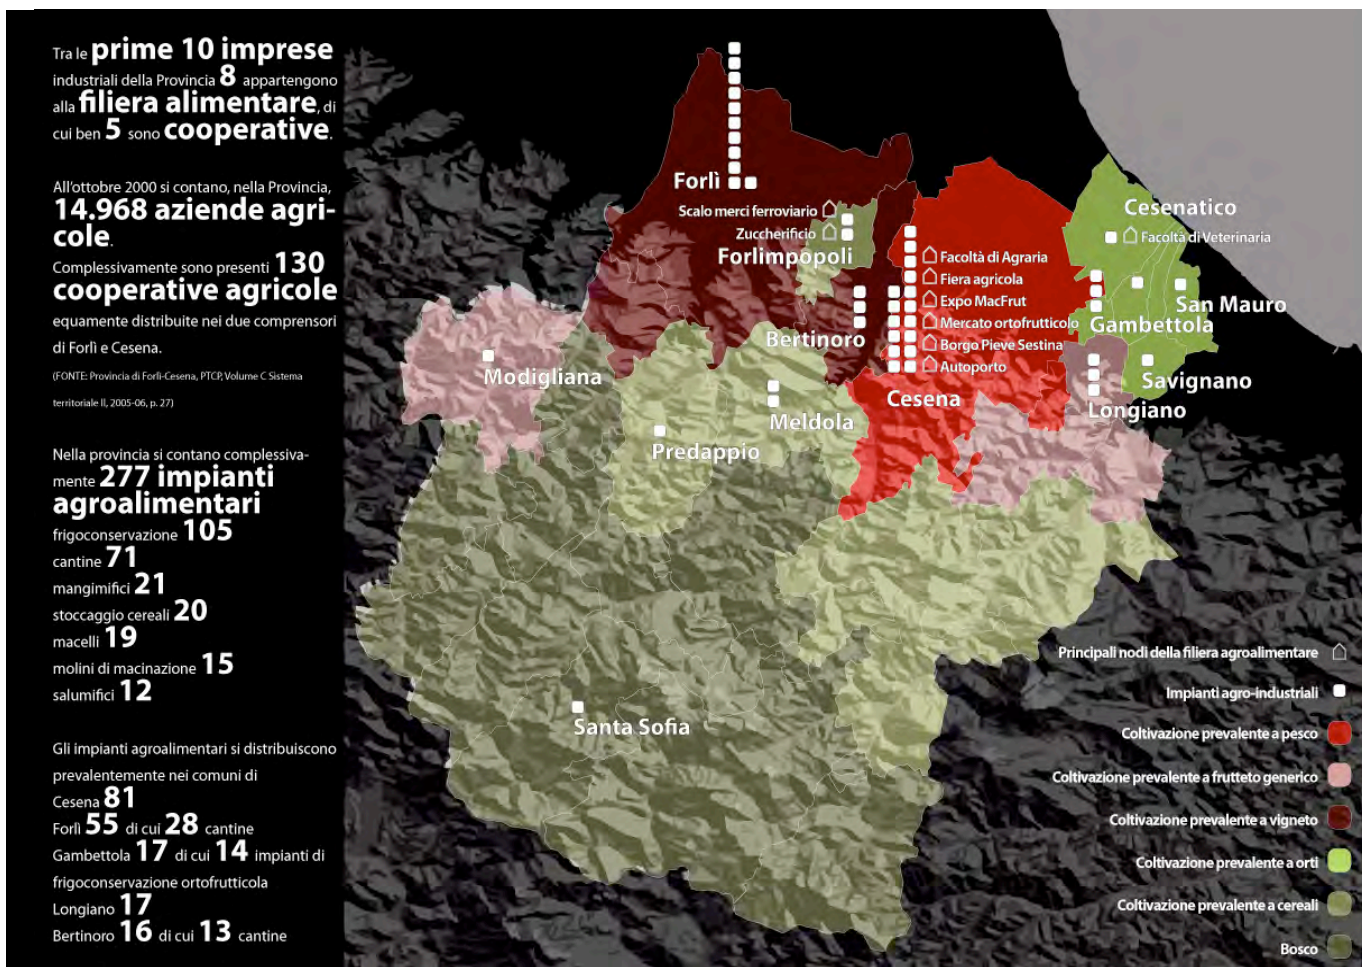 Tra le prime 10 imprese
industriali della Provincia 8 appartengono
alla filiera alimentare, di
cui ben 5 sono cooperative.
All'ottobre 2000 si contano, nella Provincia,
14.968 aziende agri-
cole.
Complessivamente sono presenti 130
cooperative agricole
equamente distribuite nei due comprensori
di Forlì e Cesena.
(FONTE: Provincia di Forlì-Cesena, PTCP, Volume C Sistema
territoriale II, 2005-06, p. 27)
Nella provincia si contano complessiva-
mente 277 impianti
agroalimentari
frigoconservazione 105
cantine 71
mangimifici 21
stoccaggio cereali 20
macelli 19
molini di macinazione 15
salumifici 12
Gli impianti agroalimentari si distribuiscono
prevalentemente nei comuni di
Cesena 81
Forlì 55 di cui 28 cantine
Gambettola 17 di cui 14 impianti di
frigoconservazione ortofrutticola
Longiano 17
Bertinoro 16 di cui 13 cantine
Forlì
Scalo merci ferroviario
Zuccherificio
Forlimpopoli
Cesenatico
Facoltà di Veterinaria
Facoltà di Agraria
Fiera agricola
Expo MacFrut
Mercato ortofrutticolo
Borgo Pieve Sestina
Autoporto
San Mauro
Gambettola
Bertinoro
Modigliana
Savignano
Cesena
Longiano
Meldola
Predappio
Santa Sofia
Principali nodi della filiera agroalimentare
Impianti agro-industriali
Coltivazione prevalente a pesco
Coltivazione prevalente a frutteto generico
Coltivazione prevalente a vigneto
Coltivazione prevalente a orti
Coltivazione prevalente a cereali
Bosco